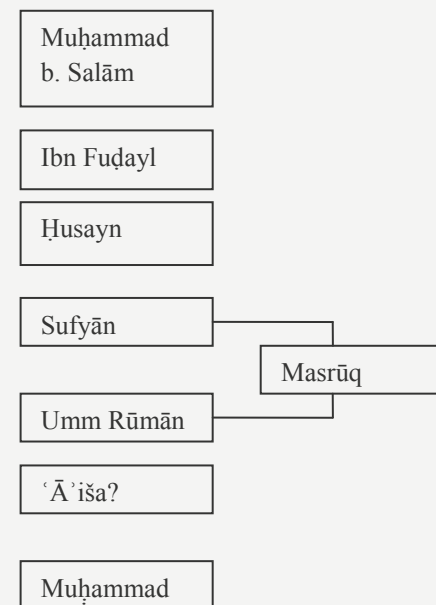 Muḥammad
b. Salām
Ibn Fuḍayl
Ḥusayn
Sufyān
Masrūq
Umm Rūmān
ʿĀʾiša?
Muḥammad